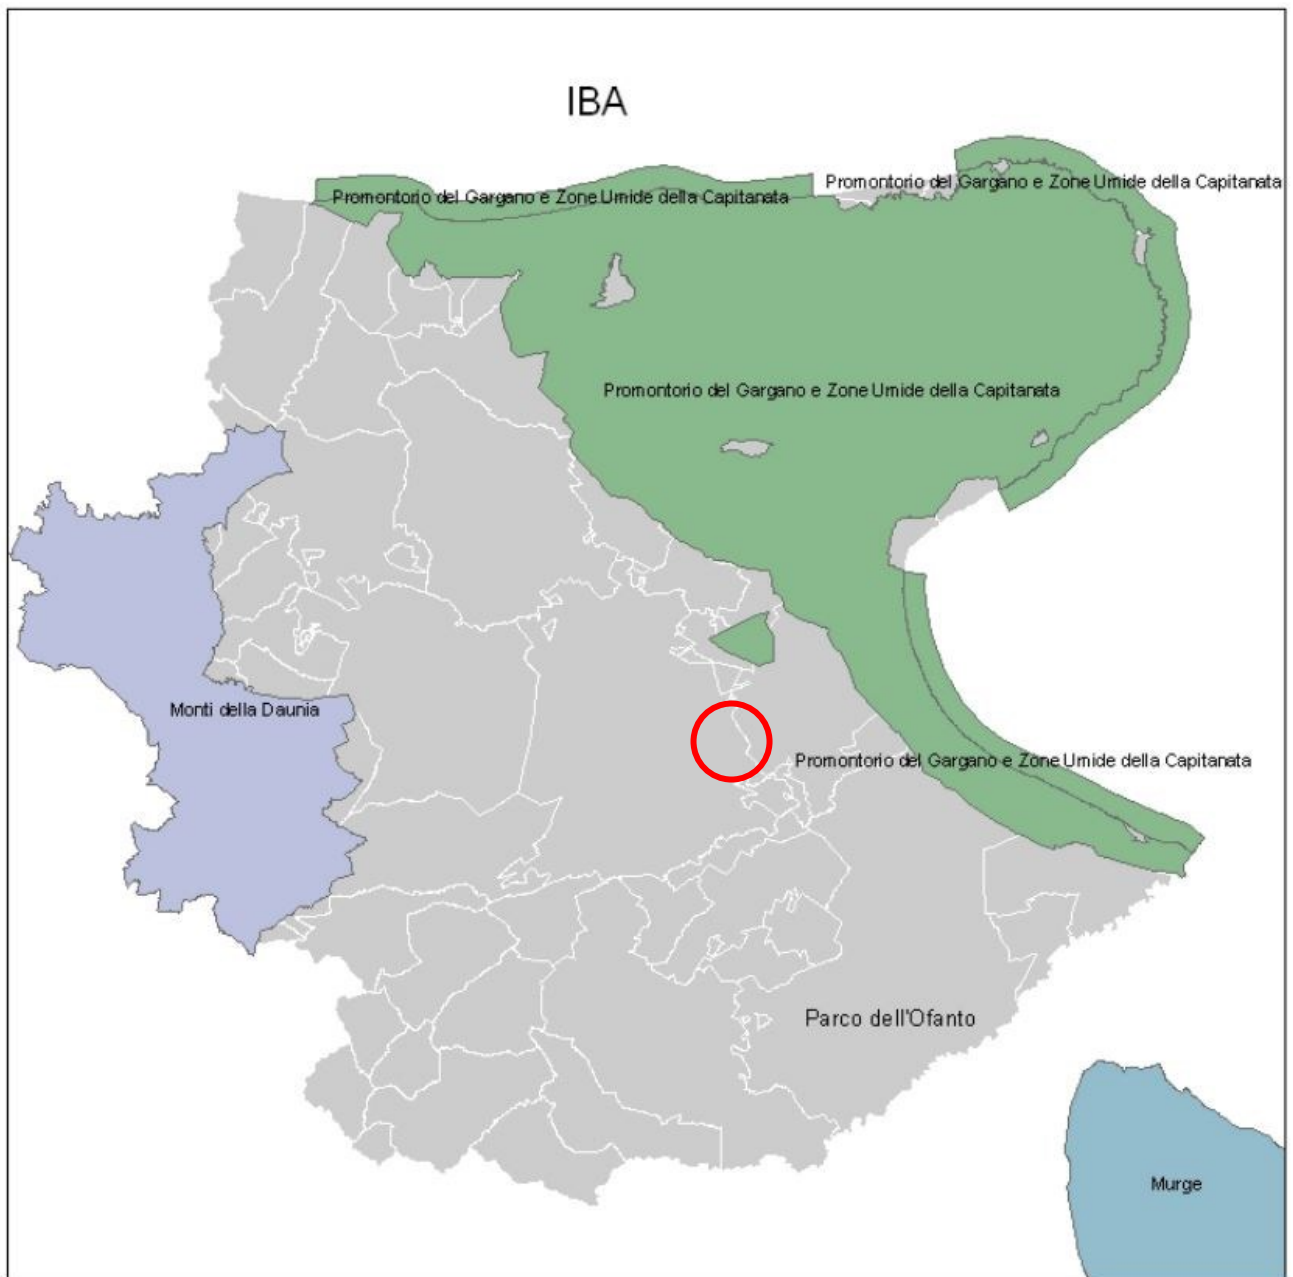 IBA
Promontorio del Gargano e Zone Umide della Capitanata
Promontorio del Gargano e Zone Umide della Capitanata
Promontorio del Gargano e Zone Umide della Capitanata
Monti della Daunia
Promontorio del Gargano e Zone Umide della Capitanata
Parco dell'Ofanto
Murge